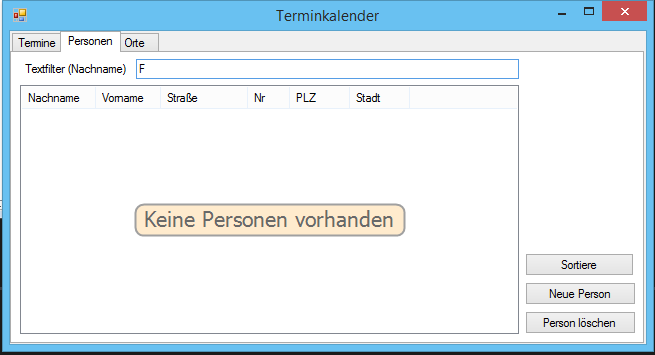 Terminkalender
Termine Personen Orte
Textfilter (Nachname) F
Nachname Vorname Straße Nr PLZ Stadt
Keine Personen vorhanden
Sortiere
Neue Person
Person löschen